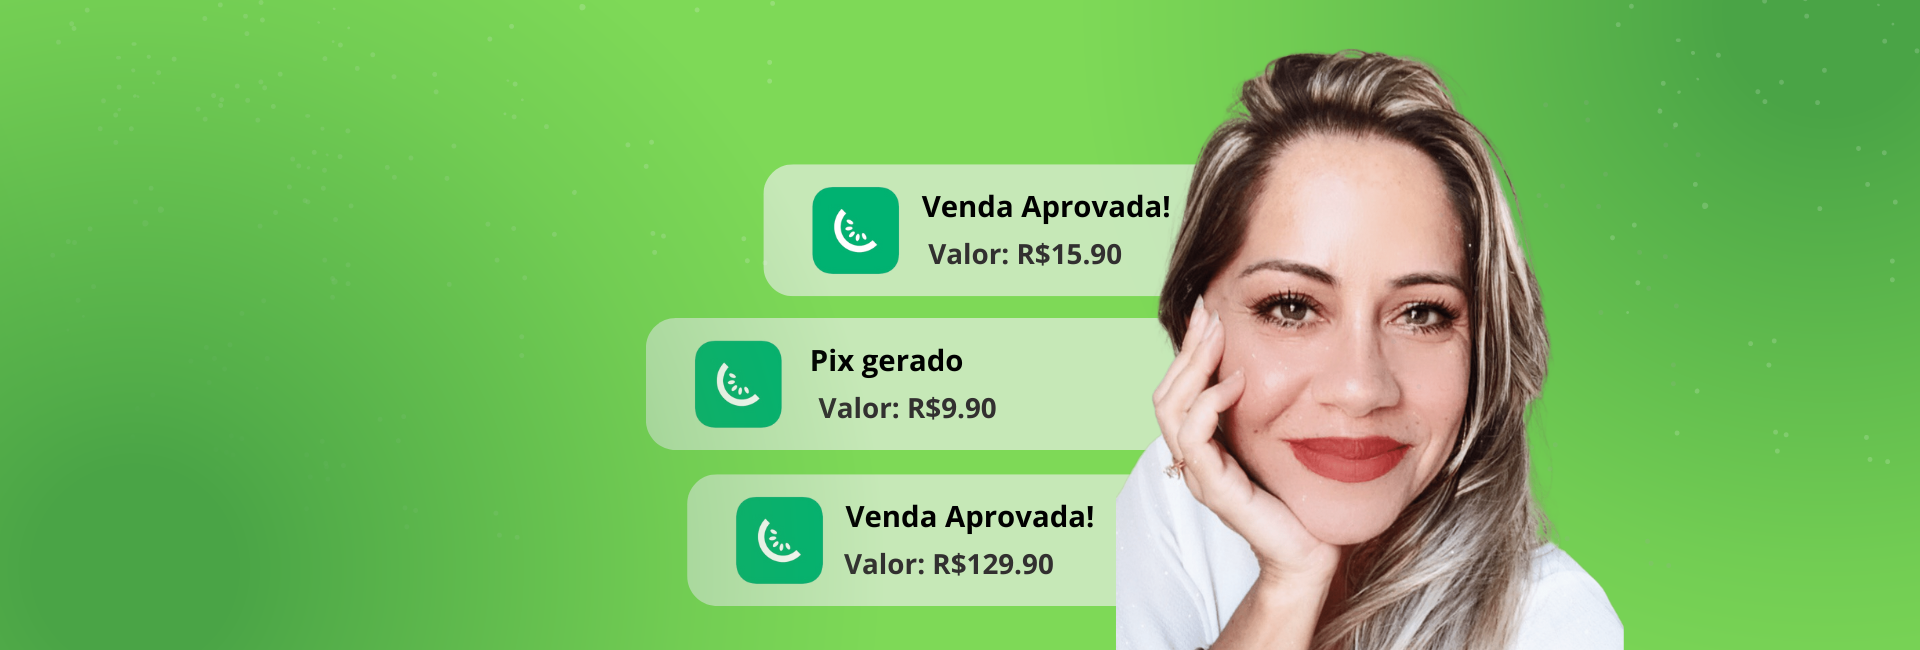 Venda Aprovada!
Valor: R$15.90
Pix gerado
Valor: R$9.90
Venda Aprovada!
Valor: R$129.90